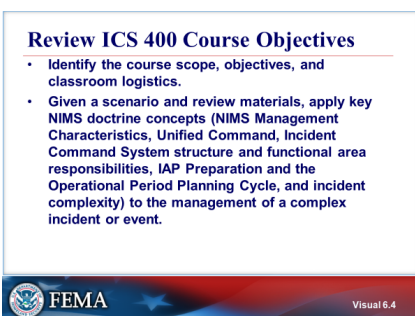 Review ICS 400 Course Objectives
• Identify the course scope, objectives, and
classroom logistics.
• Given a scenario and review materials, apply key
NIMS doctrine concepts (NIMS Management
Characteristics, Unified Command, Incident
Command System structure and functional area
responsibilities, IAP Preparation and the
Operational Period Planning Cycle, and incident
complexity) to the management of a complex
incident or event.
FEMA
Visual 6.4